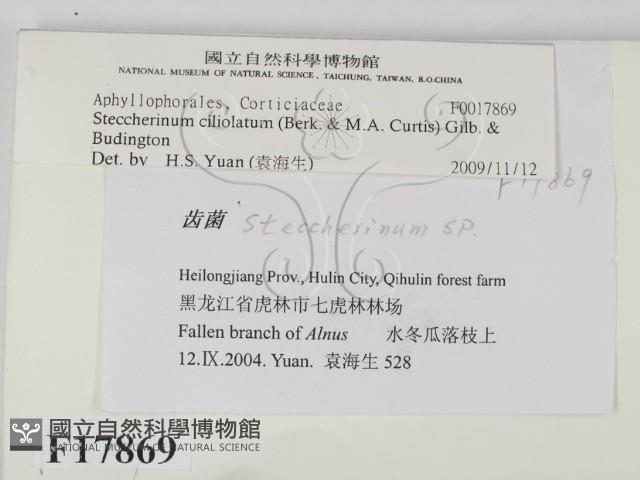 國立自然科學博物館
NATIONAL MUSEUM OF NATURAL SCIENCE, TAICHUNG, TAIWAN, R.O.CHINA
Aphyllophorales, Corticiaceae F0017869
Steccherinum ciliolatum (Berk. & M.A. Curtis) Gilb. &
Budington
Det. by H.S. Yuan (袁海生) 2009/11/12
F17869
齿菌 Steccherinum SP.
Heilongjiang Prov., Hulin City, Qihulin forest farm
黑龙江省虎林市七虎林林场
Fallen branch of Alnus 水冬瓜落枝上
12.IX.2004. Yuan. 袁海生 528
國立自然科學博物館
NATIONAL MUSEUM OF NATURAL SCIENCE
F17869